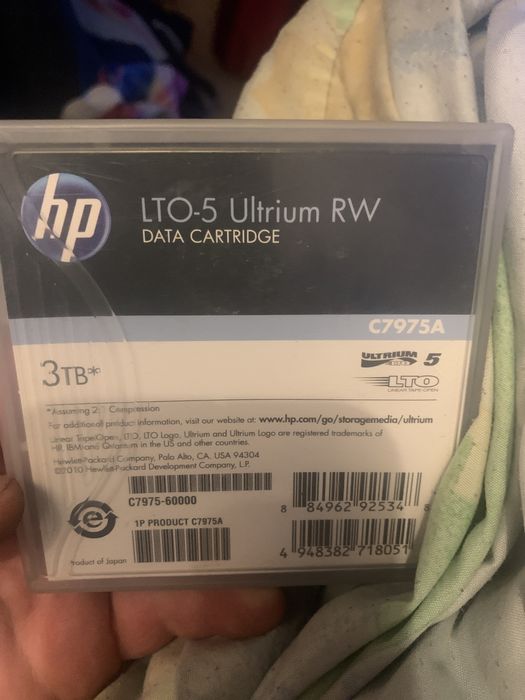 hp
LTO-5 Ultrium RW
DATA CARTRIDGE
C7975A
3TB*
ULTRIUM 5
LTO
LINEAR TAPE-OPEN
*Assuming 2: Compression
For additional product information, visit our website at: www.hp.com/go/storagemedia/ultrium
Linear Tape-Open, LTO, LTO Logo, Ultrium and Ultrium Logo are registered trademarks of
HP, IBM and Quantum in the US and other countries.
Hewlett-Packard Company, Palo Alto, CA. USA 94304
©2010 Hewlett-Packard Development Company, L.P.
C7975-60000
8 84962 92534 8
1P PRODUCT C7975A
4 948382 718051
Product of Japan